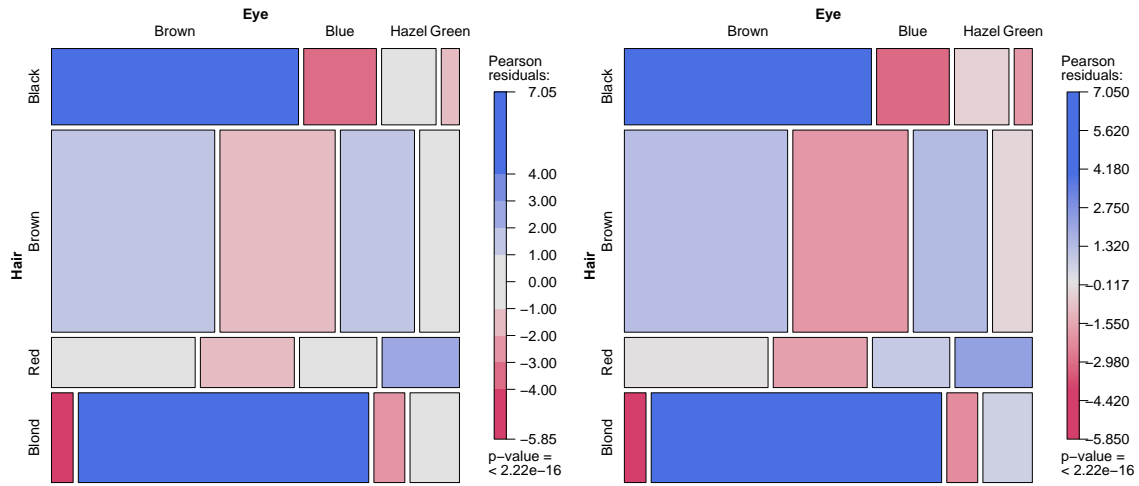 Eye
Brown Blue Hazel Green
Hair
Black
Brown
Red
Blond
Pearson
residuals:
7.05
4.00
3.00
2.00
1.00
0.00
−1.00
−2.00
−3.00
−4.00
−5.85
p−value =
< 2.22e−16
Eye
Brown Blue Hazel Green
Hair
Black
Brown
Red
Blond
Pearson
residuals:
7.050
5.620
4.180
2.750
1.320
−0.117
−1.550
−2.980
−4.420
−5.850
p−value =
< 2.22e−16